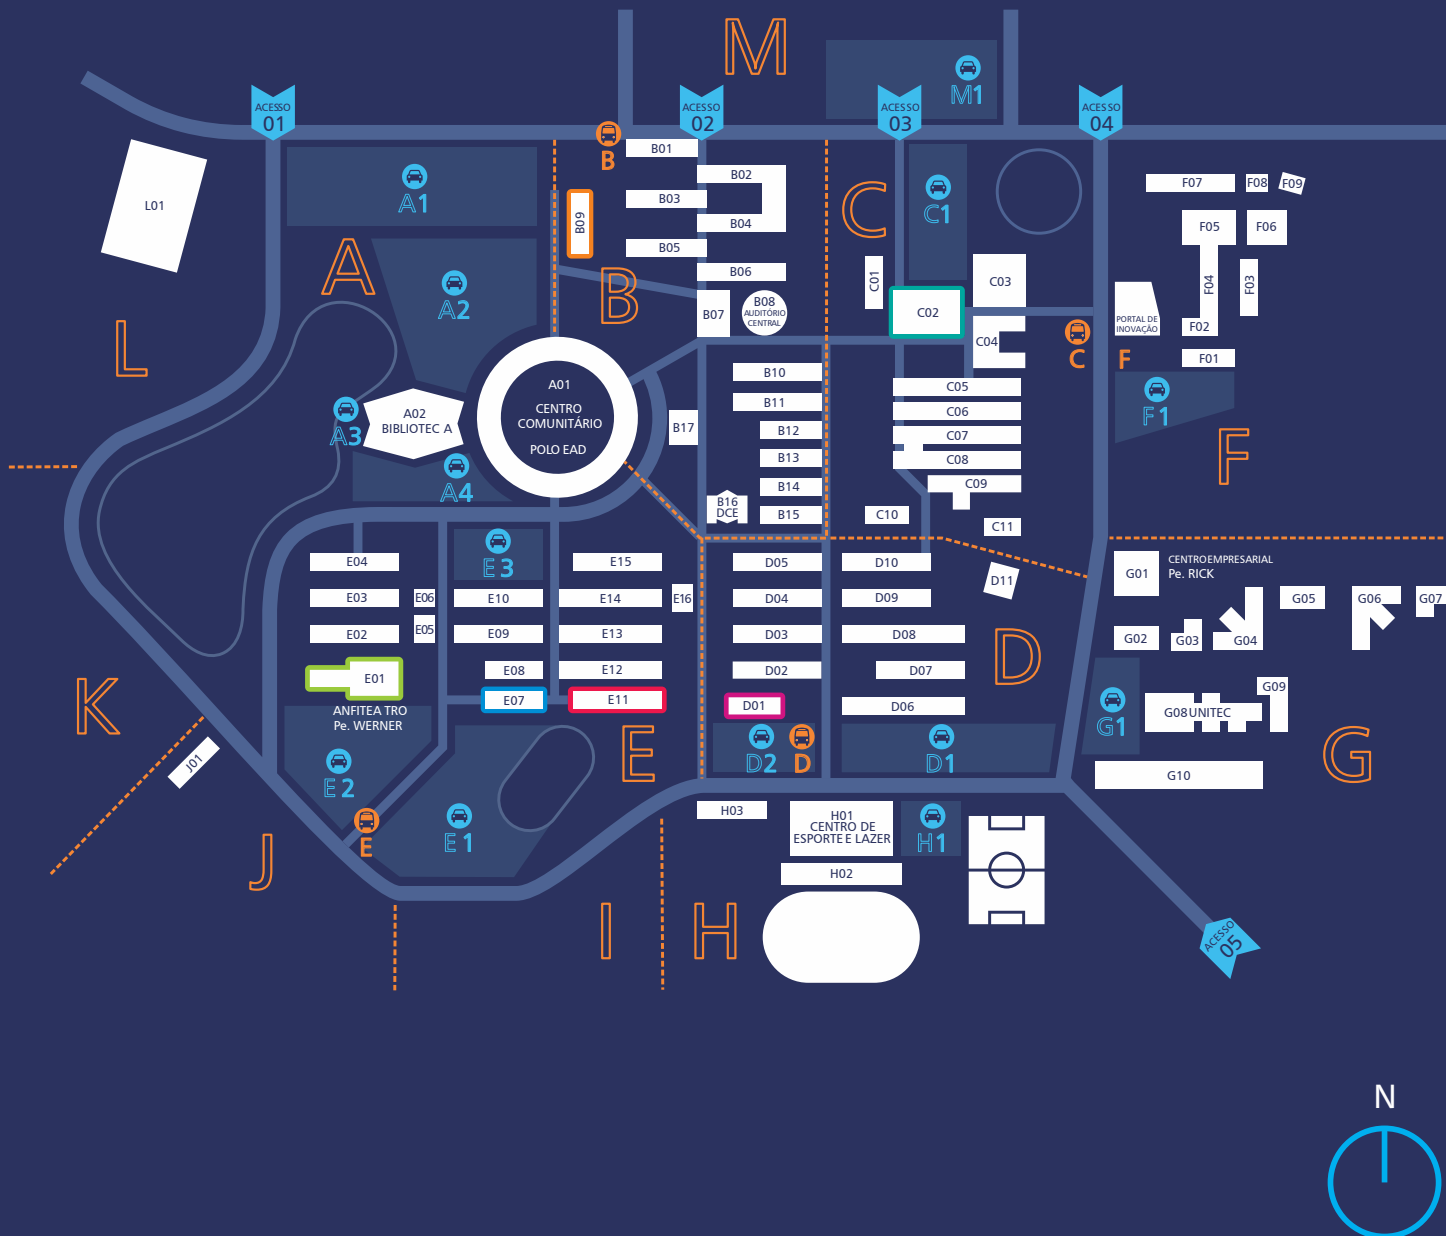 M
M1
ACESSO
01
ACESSO
02
ACESSO
03
ACESSO
04
B
B01
B02
B03
B04
B05
B06
B07
B08
AUDITÓRIO
CENTRAL
B09
B
L01
A1
A
A2
L
C
C1
C01
C02
C03
C04
C
F07
F08
F09
F05
F06
F04
F03
F02
F01
PORTAL DE
INOVAÇÃO
F
F1
F
A01
CENTRO
COMUNITÁRIO
POLO EAD
A02
BIBLIOTEC A
A3
A4
B10
B11
B12
B13
B14
B15
B16
DCE
B17
C05
C06
C07
C08
C09
C10
C11
E04
E03
E02
E01
E06
E05
ANFITEA TRO
Pe. WERNER
E 3
E10
E09
E08
E07
E15
E14
E13
E12
E11
E16
E
D05
D04
D03
D02
D01
D10
D09
D08
D07
D06
D11
D
D2
D
D1
G01
CENTROEMPRESARIAL
Pe. RICK
G02
G03
G04
G05
G06
G07
G1
G08UNITEC
G09
G10
G
K
J01
E 2
E
E 1
J
I
H
H03
H01
CENTRO DE
ESPORTE E LAZER
H1
H02
ACESSO
05
N